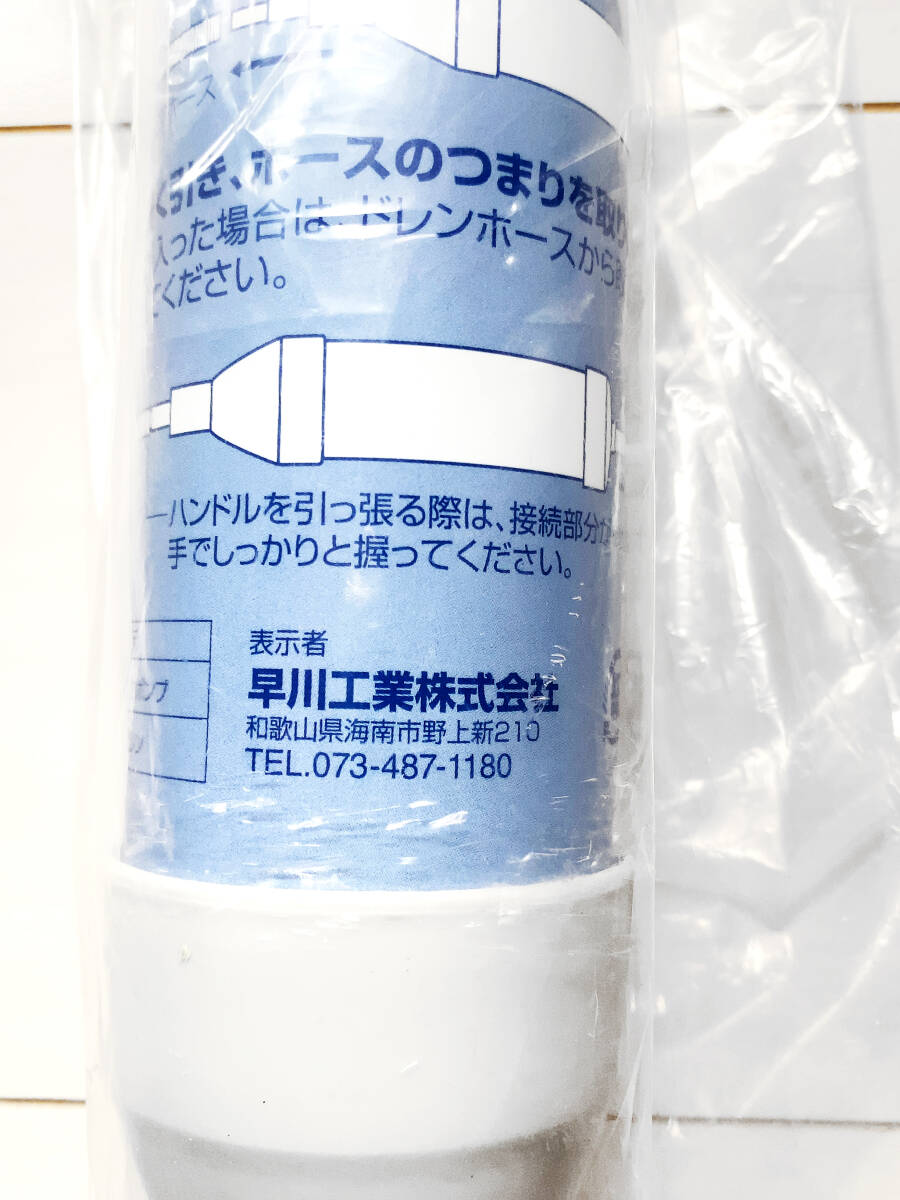 ース
く引き、ホースのつまりを取り
入った場合は、ドレンホースから
ください。
ハンドルを引っ張る際は、接続部分が
手でしっかりと握ってください。
表示者
ンプ
早川工業株式会社
和歌山県海南市野上新210
TEL.073-487-1180